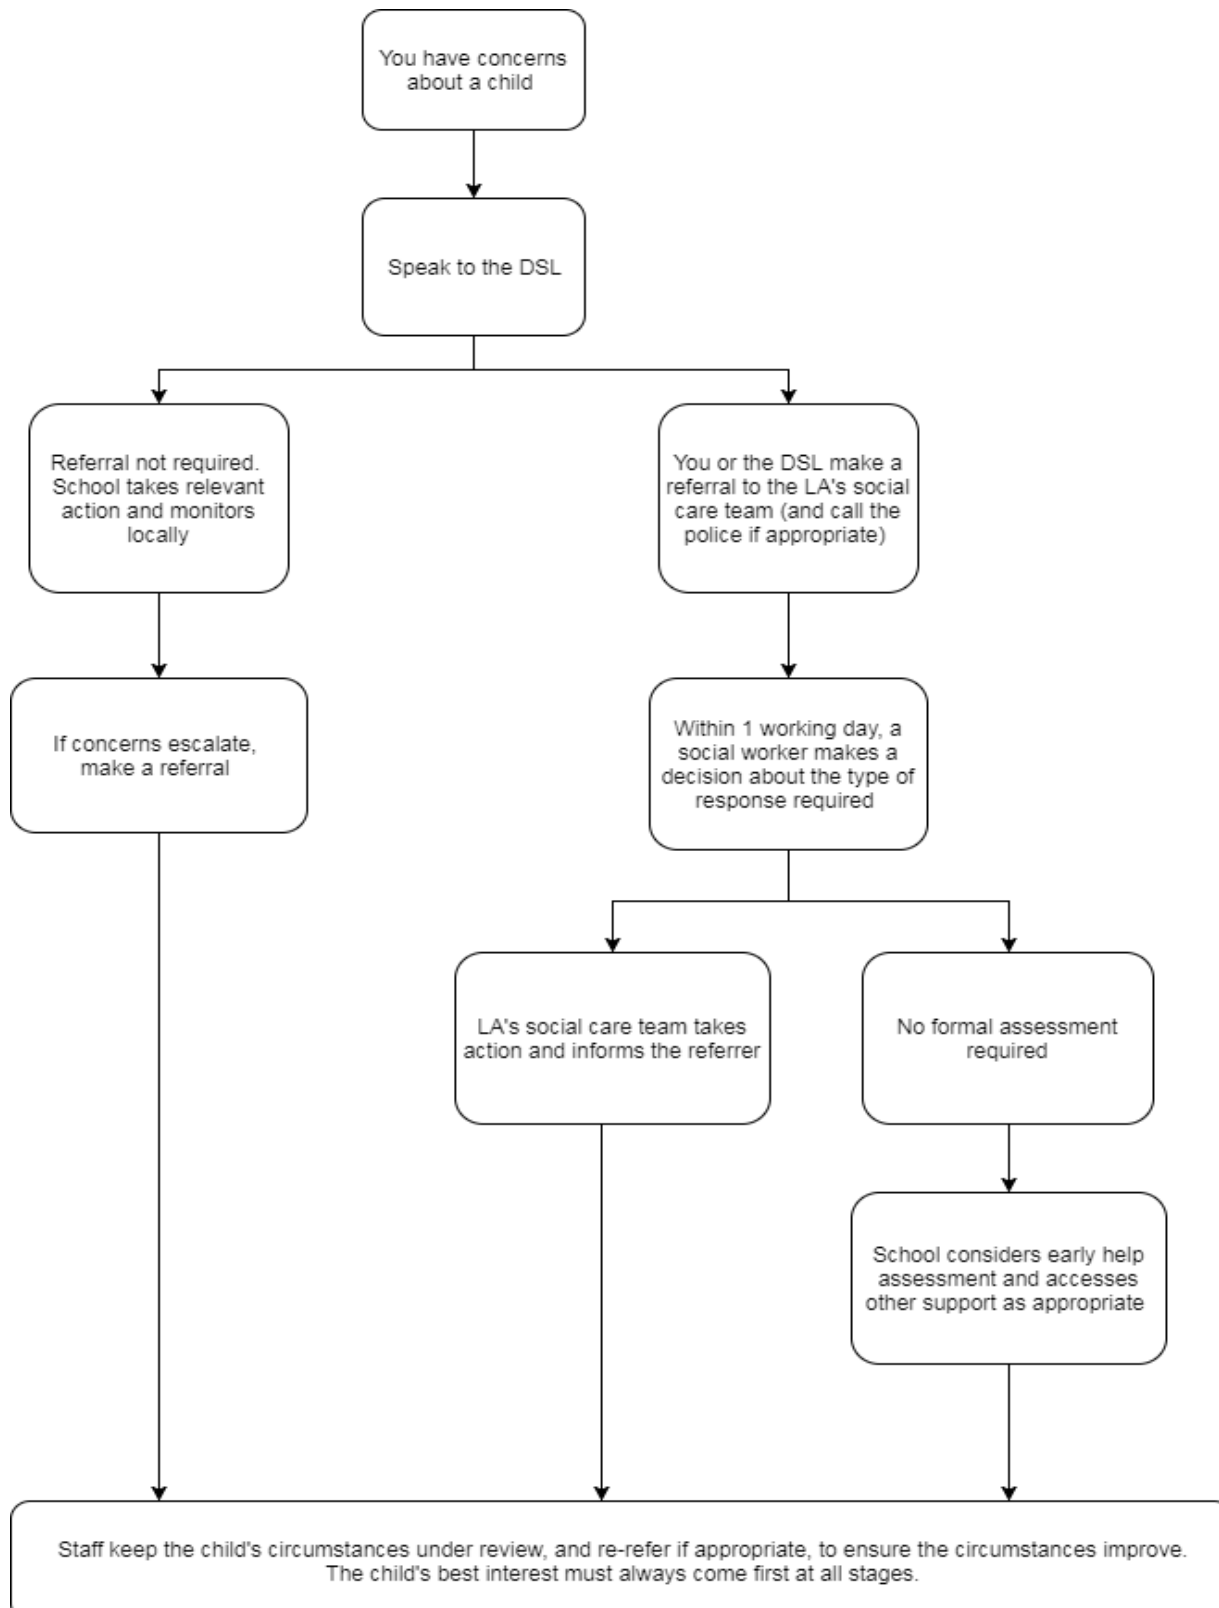 You have concerns
about a child
Speak to the DSL
Referral not required.
School takes relevant
action and monitors
locally
You or the DSL make a
referral to the LA's social
care team (and call the
police if appropriate)
If concerns escalate,
make a referral
Within 1 working day, a
social worker makes a
decision about the type of
response required
LA's social care team takes
action and informs the referrer
No formal assessment
required
School considers early help
assessment and accesses
other support as appropriate
Staff keep the child's circumstances under review, and re-refer if appropriate, to ensure the circumstances improve.
The child's best interest must always come first at all stages.